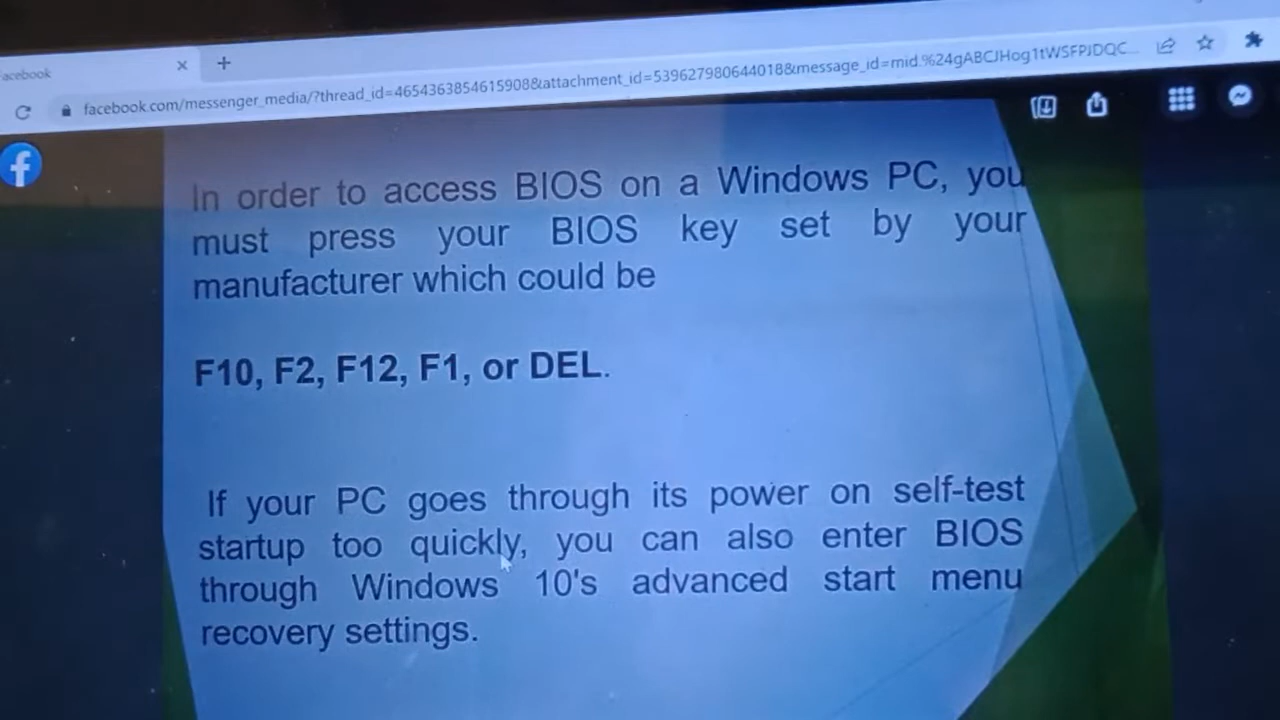 acebook
facebook.com/messenger_media/?thread_id=4654363854615908&attachment_id=539627980644018&message_id=mid.%24gABCJHog1tWSFPJDQC...
In order to access BIOS on a Windows PC, you
must press your BIOS key set by your
manufacturer which could be
F10, F2, F12, F1, or DEL.
If your PC goes through its power on self-test
startup too quickly, you can also enter BIOS
through Windows 10's advanced start menu
recovery settings.